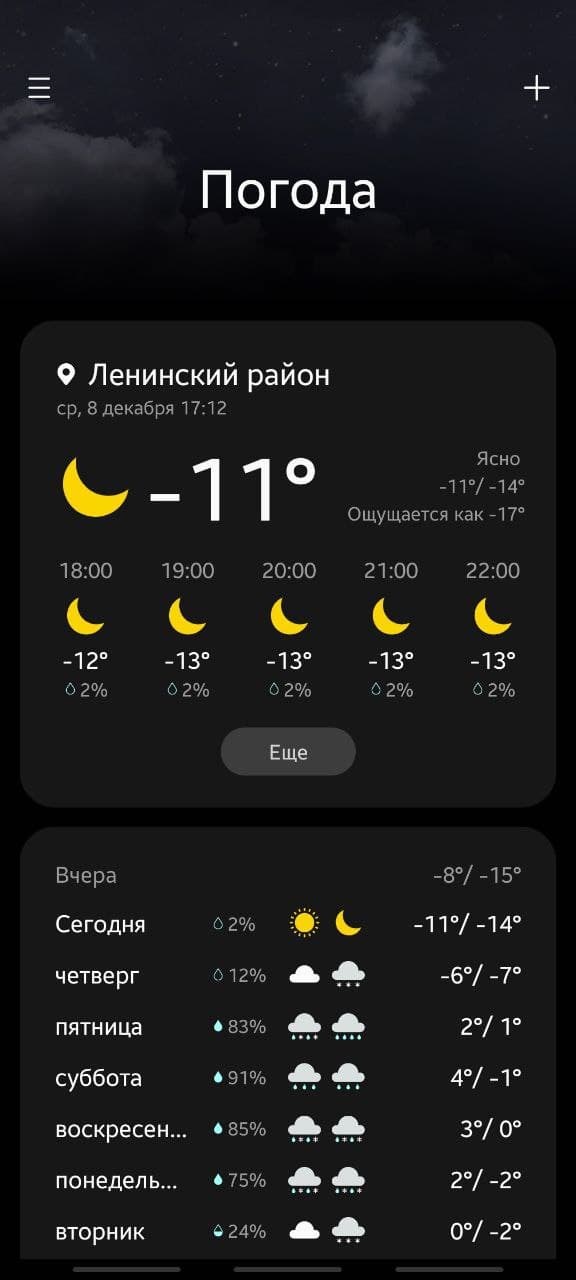 Погода
Ленинский район
ср, 8 декабря 17:12
-11°
Ясно
-11°/ -14°
Ощущается как -17°
18:00 19:00 20:00 21:00 22:00
-12° -13° -13° -13° -13°
2% 2% 2% 2% 2%
Еще
Вчера -8°/ -15°
Сегодня 2% -11°/ -14°
четверг 12% -6°/ -7°
пятница 83% 2°/ 1°
суббота 91% 4°/ -1°
воскресен... 85% 3°/ 0°
понедель... 75% 2°/ -2°
вторник 24% 0°/ -2°